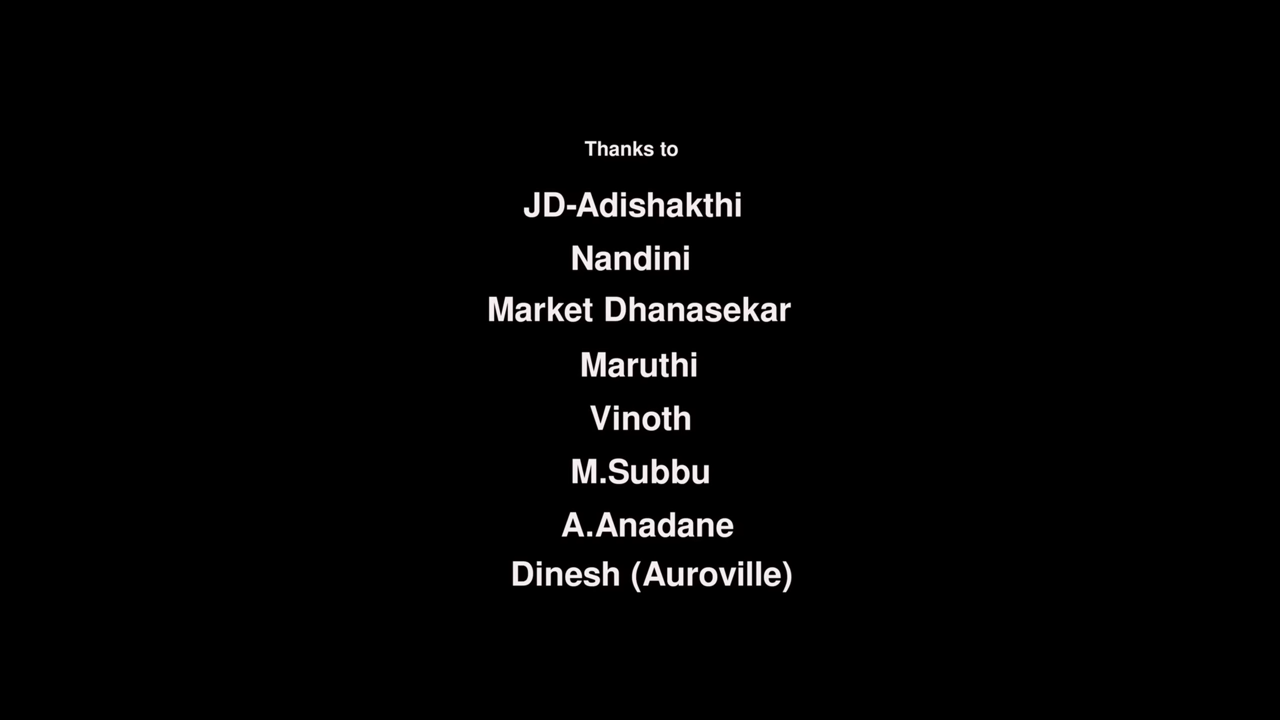 Thanks to
JD-Adishakthi
Nandini
Market Dhanasekar
Maruthi
Vinoth
M.Subbu
A.Anadane
Dinesh (Auroville)